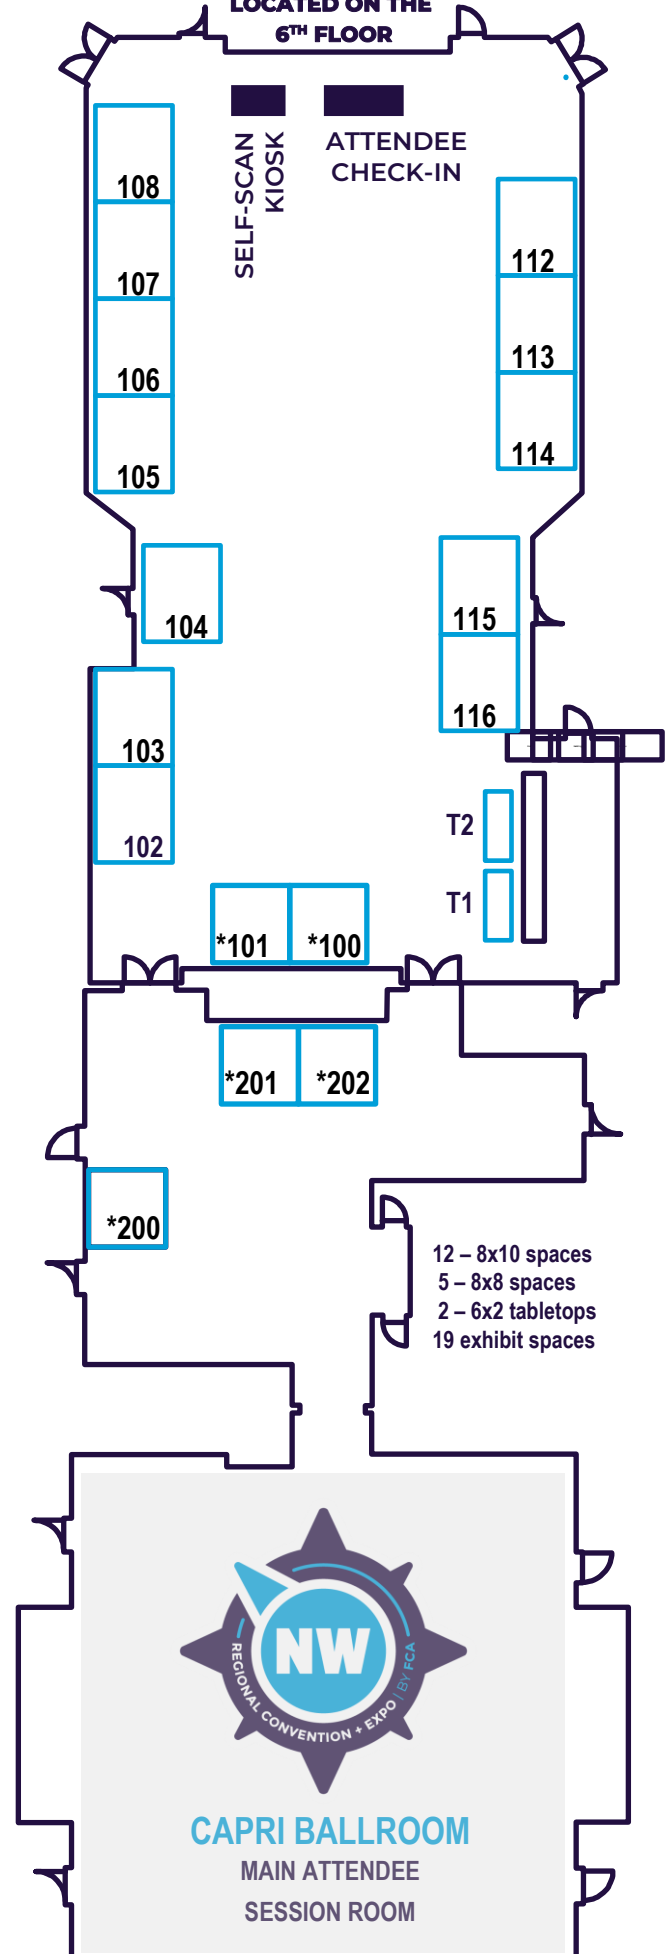 LOCATED ON THE
6TH FLOOR
SELF-SCAN
KIOSK
ATTENDEE
CHECK-IN
108
107
106
105
112
113
114
104
115
116
103
102
T2
T1
*101
*100
*201
*202
*200
12 – 8x10 spaces
5 – 8x8 spaces
2 – 6x2 tabletops
19 exhibit spaces
NW
REGIONAL CONVENTION + EXPO | BY FCA
CAPRI BALLROOM
MAIN ATTENDEE
SESSION ROOM